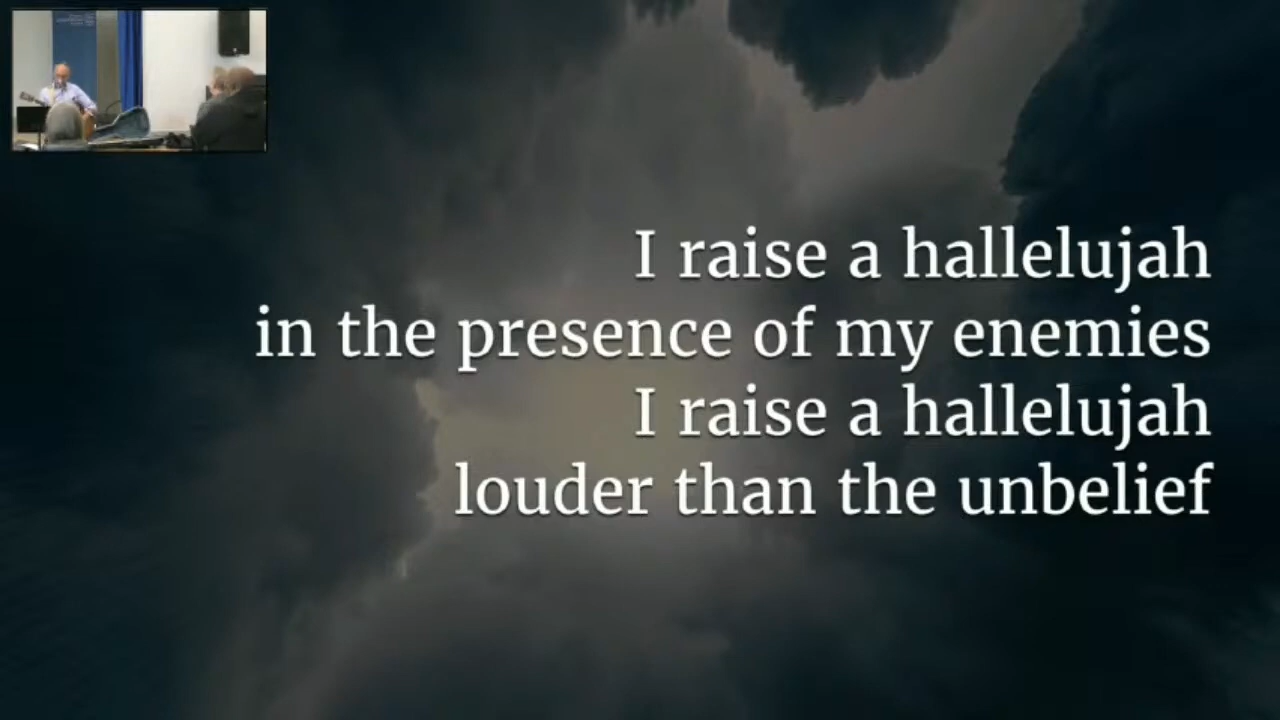 I raise a hallelujah
in the presence of my enemies
I raise a hallelujah
louder than the unbelief